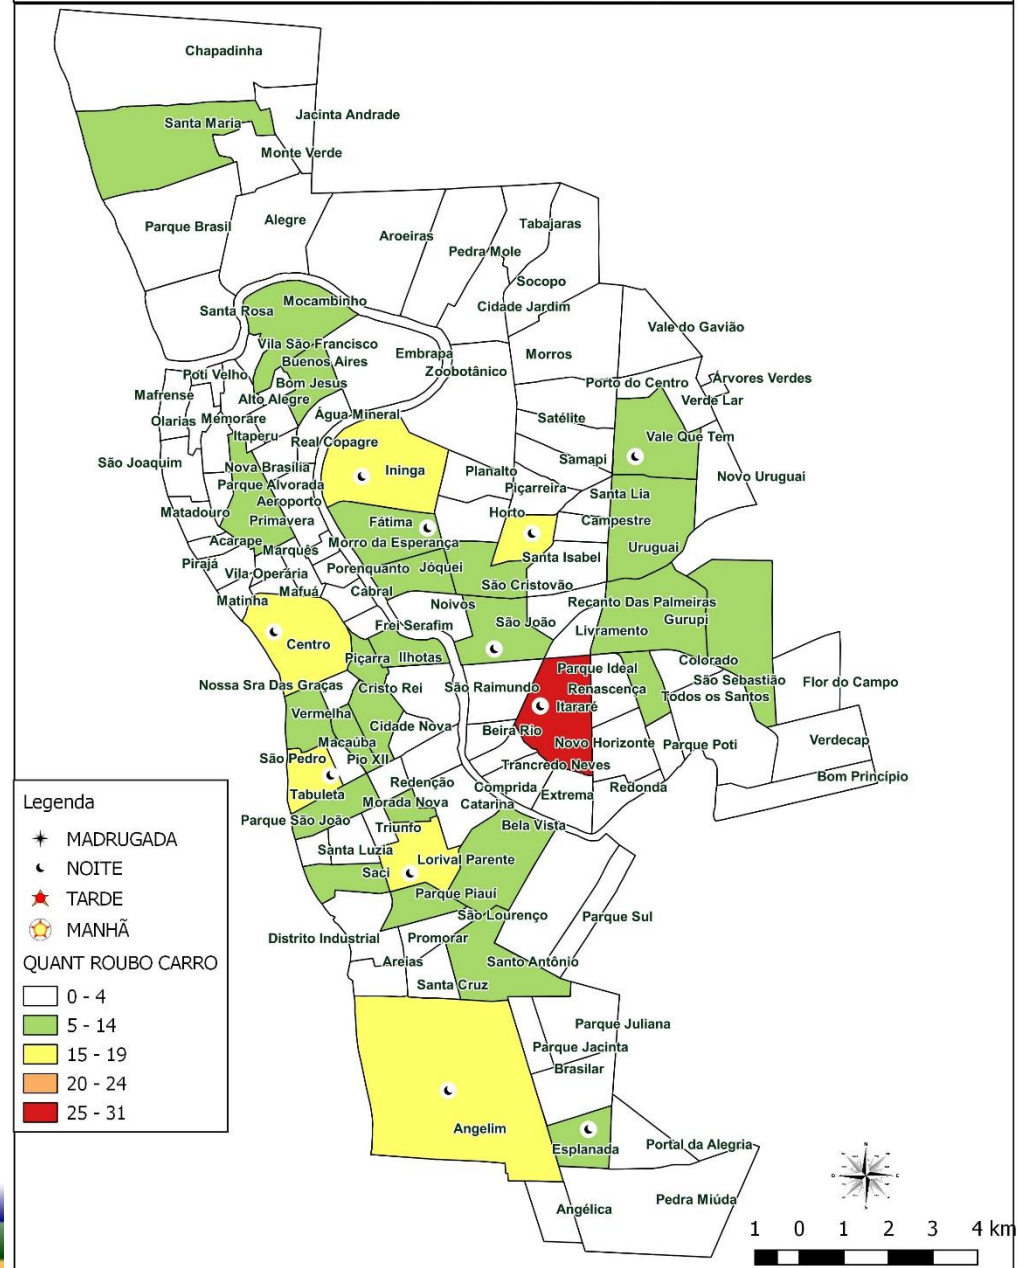 Chapadinha
Jacinta Andrade
Santa Maria
Monte Verde
Alegre
Parque Brasil
Aroeiras
Tabajaras
Pedra Mole
Socopo
Mocambinho
Santa Rosa
Cidade Jardim
Vale do Gavião
Vila São Francisco
Embrapa
Morros
Buenos Aires
Zoobotânico
Poti Velho
Bom Jesus
Porto do Centro
Árvores Verdes
Mafrense
Alto Alegre
Verde Lar
Água Mineral
Olarias
Memorare
Satélite
Itaperu
Real Copagre
Vale Quê Tem
São Joaquim
Nova Brasília
Ininga
Planalto
Samapi
Novo Uruguai
Parque Alvorada
Piçarreira
Santa Lia
Aeroporto
Matadouro
Primavera
Fátima
Horto
Campestre
Acarape
Marquês
Morro da Esperança
Uruguai
Pirajá
Vila Operária
Porenquanto
Jóquei
Santa Isabel
Matinha
Mafuá
Cabral
São Cristovão
Noivos
Recanto Das Palmeiras
Frei Serafim
São João
Gurupi
Centro
Livramento
Piçarra
Ilhotas
Parque Ideal
Colorado
Nossa Sra Das Graças
Cristo Rei
São Raimundo
Renascença
São Sebastião
Flor do Campo
Todos os Santos
Vermelha
Itararé
Cidade Nova
Beira Rio
Macaúba
Novo Horizonte
Parque Poti
Verdecap
São Pedro
Pio XII
Trancredo Neves
Bom Princípio
Tabuleta
Redenção
Comprida
Redonda
Morada Nova
Catarina
Extrema
Parque São João
Triunfo
Bela Vista
Santa Luzia
Lorival Parente
Saci
Parque Piauí
São Lourenço
Parque Sul
Distrito Industrial
Promorar
Areias
Santo Antônio
Santa Cruz
Parque Juliana
Parque Jacinta
Brasilar
Angelim
Esplanada
Portal da Alegria
Angélica
Pedra Miúda
Legenda
MADRUGADA
NOITE
TARDE
MANHÃ
QUANT ROUBO CARRO
0 - 4
5 - 14
15 - 19
20 - 24
25 - 31
1 0 1 2 3 4 km